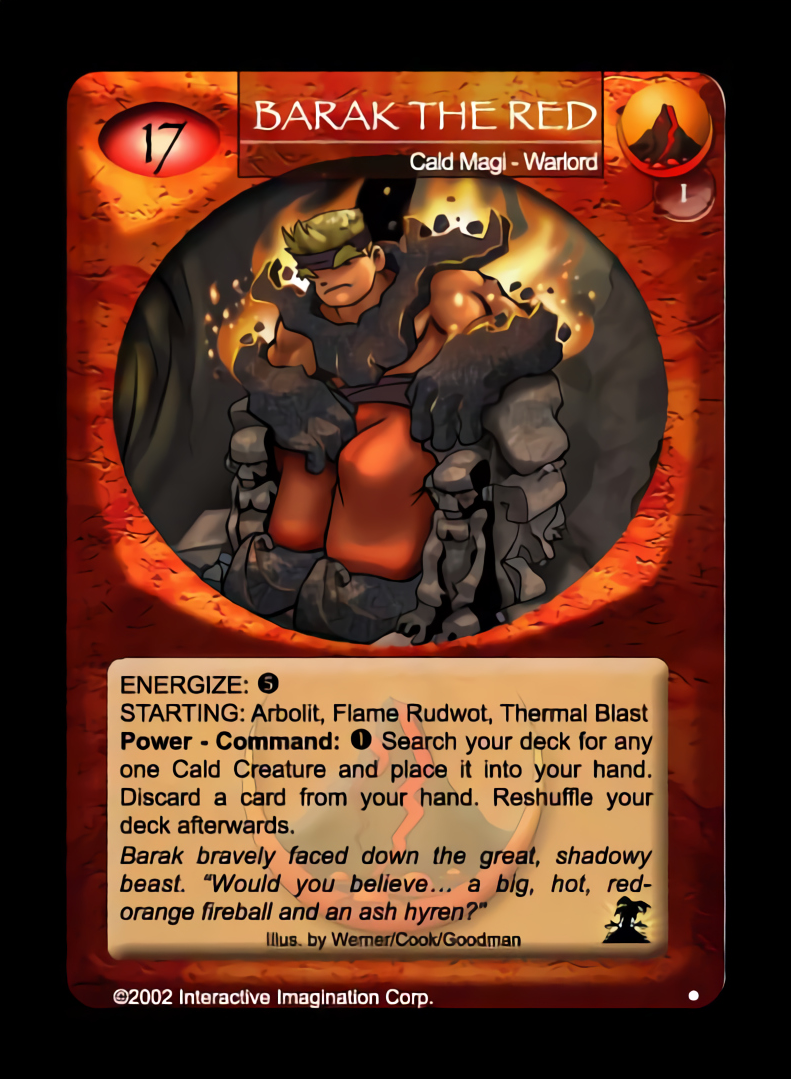 17
BARAK THE RED
Cald Magi - Warlord
1
ENERGIZE: 5
STARTING: Arbolit, Flame Rudwot, Thermal Blast
Power - Command: 1 Search your deck for any
one Cald Creature and place it into your hand.
Discard a card from your hand. Reshuffle your
deck afterwards.
Barak bravely faced down the great, shadowy
beast. “Would you believe... a big, hot, red-
orange fireball and an ash hyren?”
Illus. by Werner/Cook/Goodman
©2002 Interactive Imagination Corp.